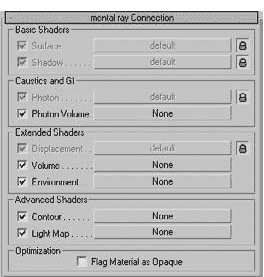 mental ray Connection
Basic Shaders
Surface . . . . . . default
Shadow . . . . . . default
Caustics and GI
Photon . . . . . . . default
Photon Volume None
Extended Shaders
Displacement . . default
Volume . . . . . . . None
Environment . . . None
Advanced Shaders
Contour . . . . . . None
Light Map . . . . . None
Optimization
Flag Material as Opaque